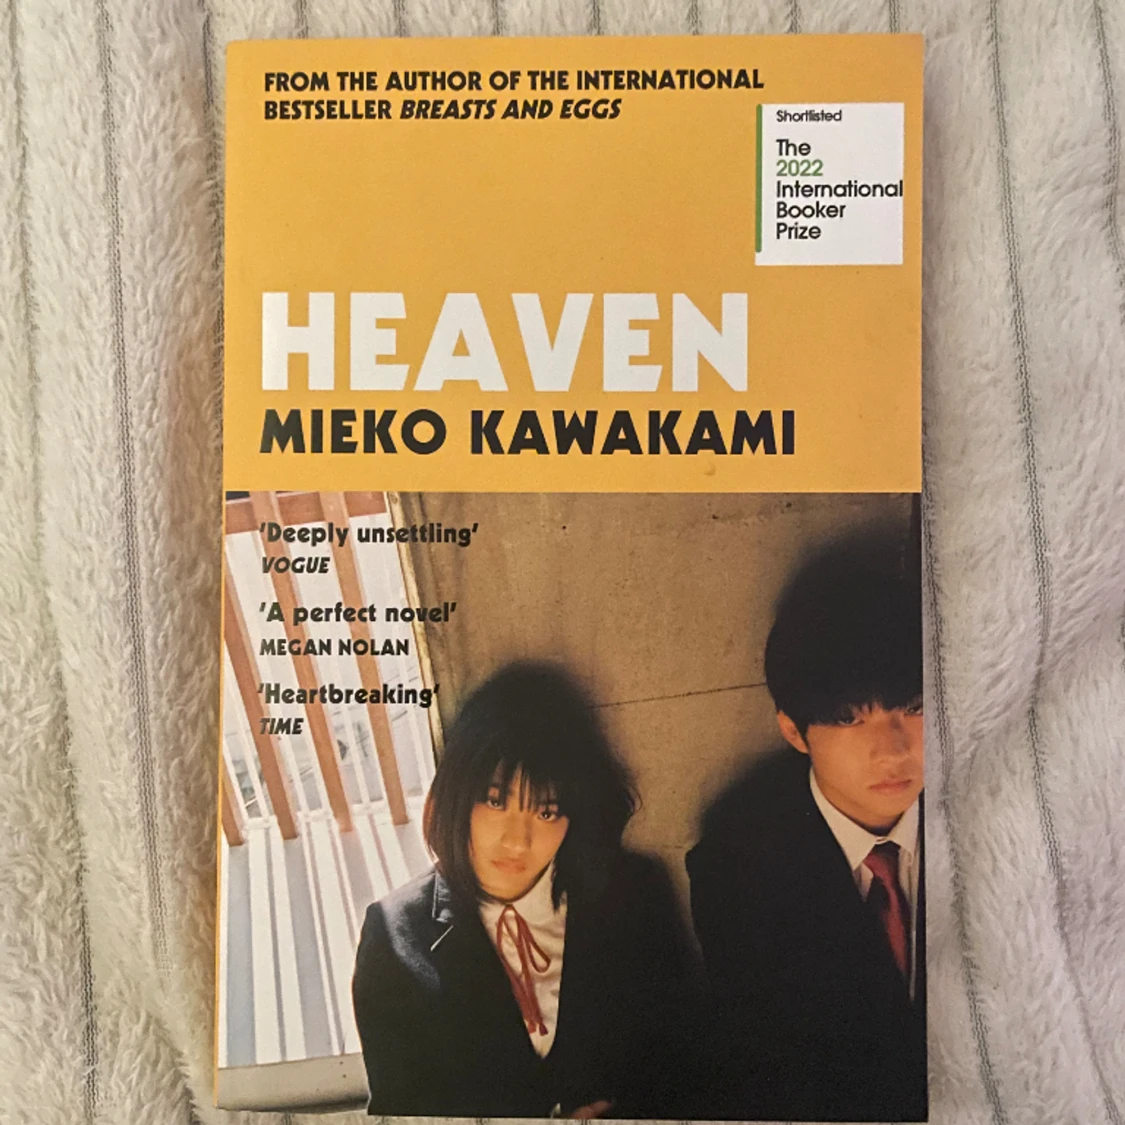 FROM THE AUTHOR OF THE INTERNATIONAL
BESTSELLER BREASTS AND EGGS
Shortlisted
The
2022
International
Booker
Prize
HEAVEN
MIEKO KAWAKAMI
'Deeply unsettling'
VOGUE
'A perfect novel'
MEGAN NOLAN
'Heartbreaking'
TIME